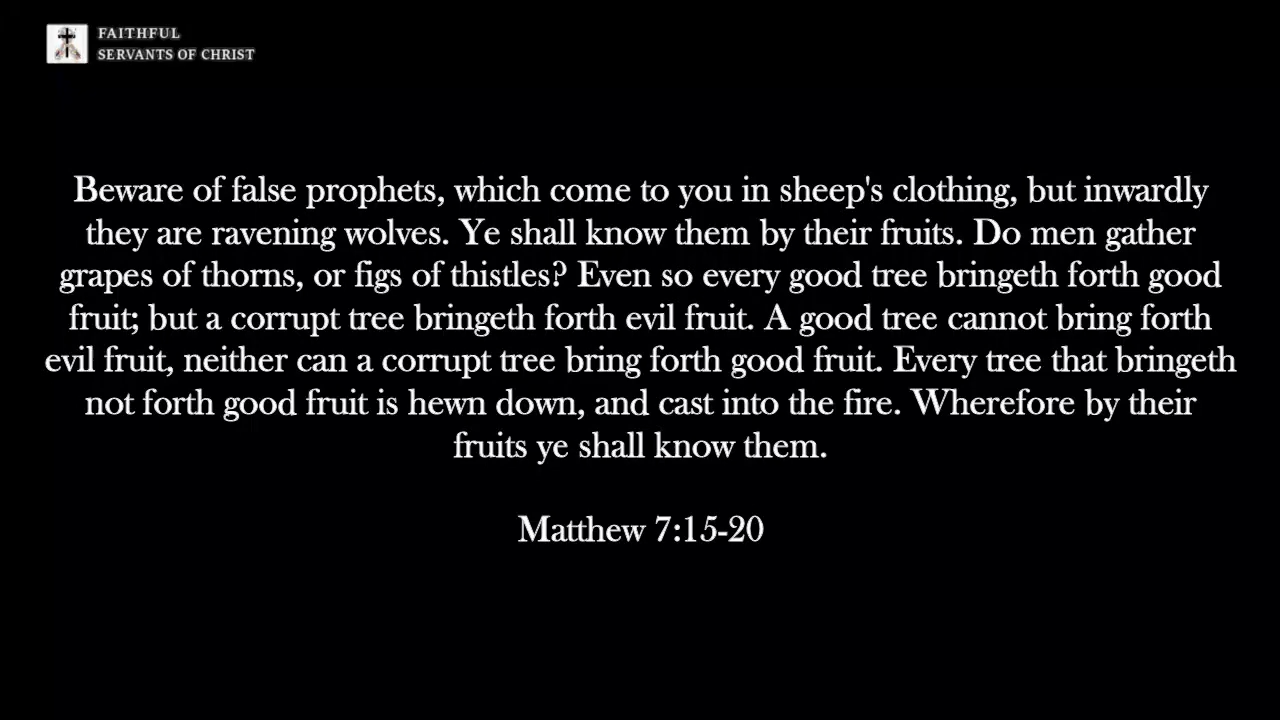 FAITHFUL
SERVANTS OF CHRIST
Beware of false prophets, which come to you in sheep's clothing, but inwardly
they are ravening wolves. Ye shall know them by their fruits. Do men gather
grapes of thorns, or figs of thistles? Even so every good tree bringeth forth good
fruit; but a corrupt tree bringeth forth evil fruit. A good tree cannot bring forth
evil fruit, neither can a corrupt tree bring forth good fruit. Every tree that bringeth
not forth good fruit is hewn down, and cast into the fire. Wherefore by their
fruits ye shall know them.
Matthew 7:15-20